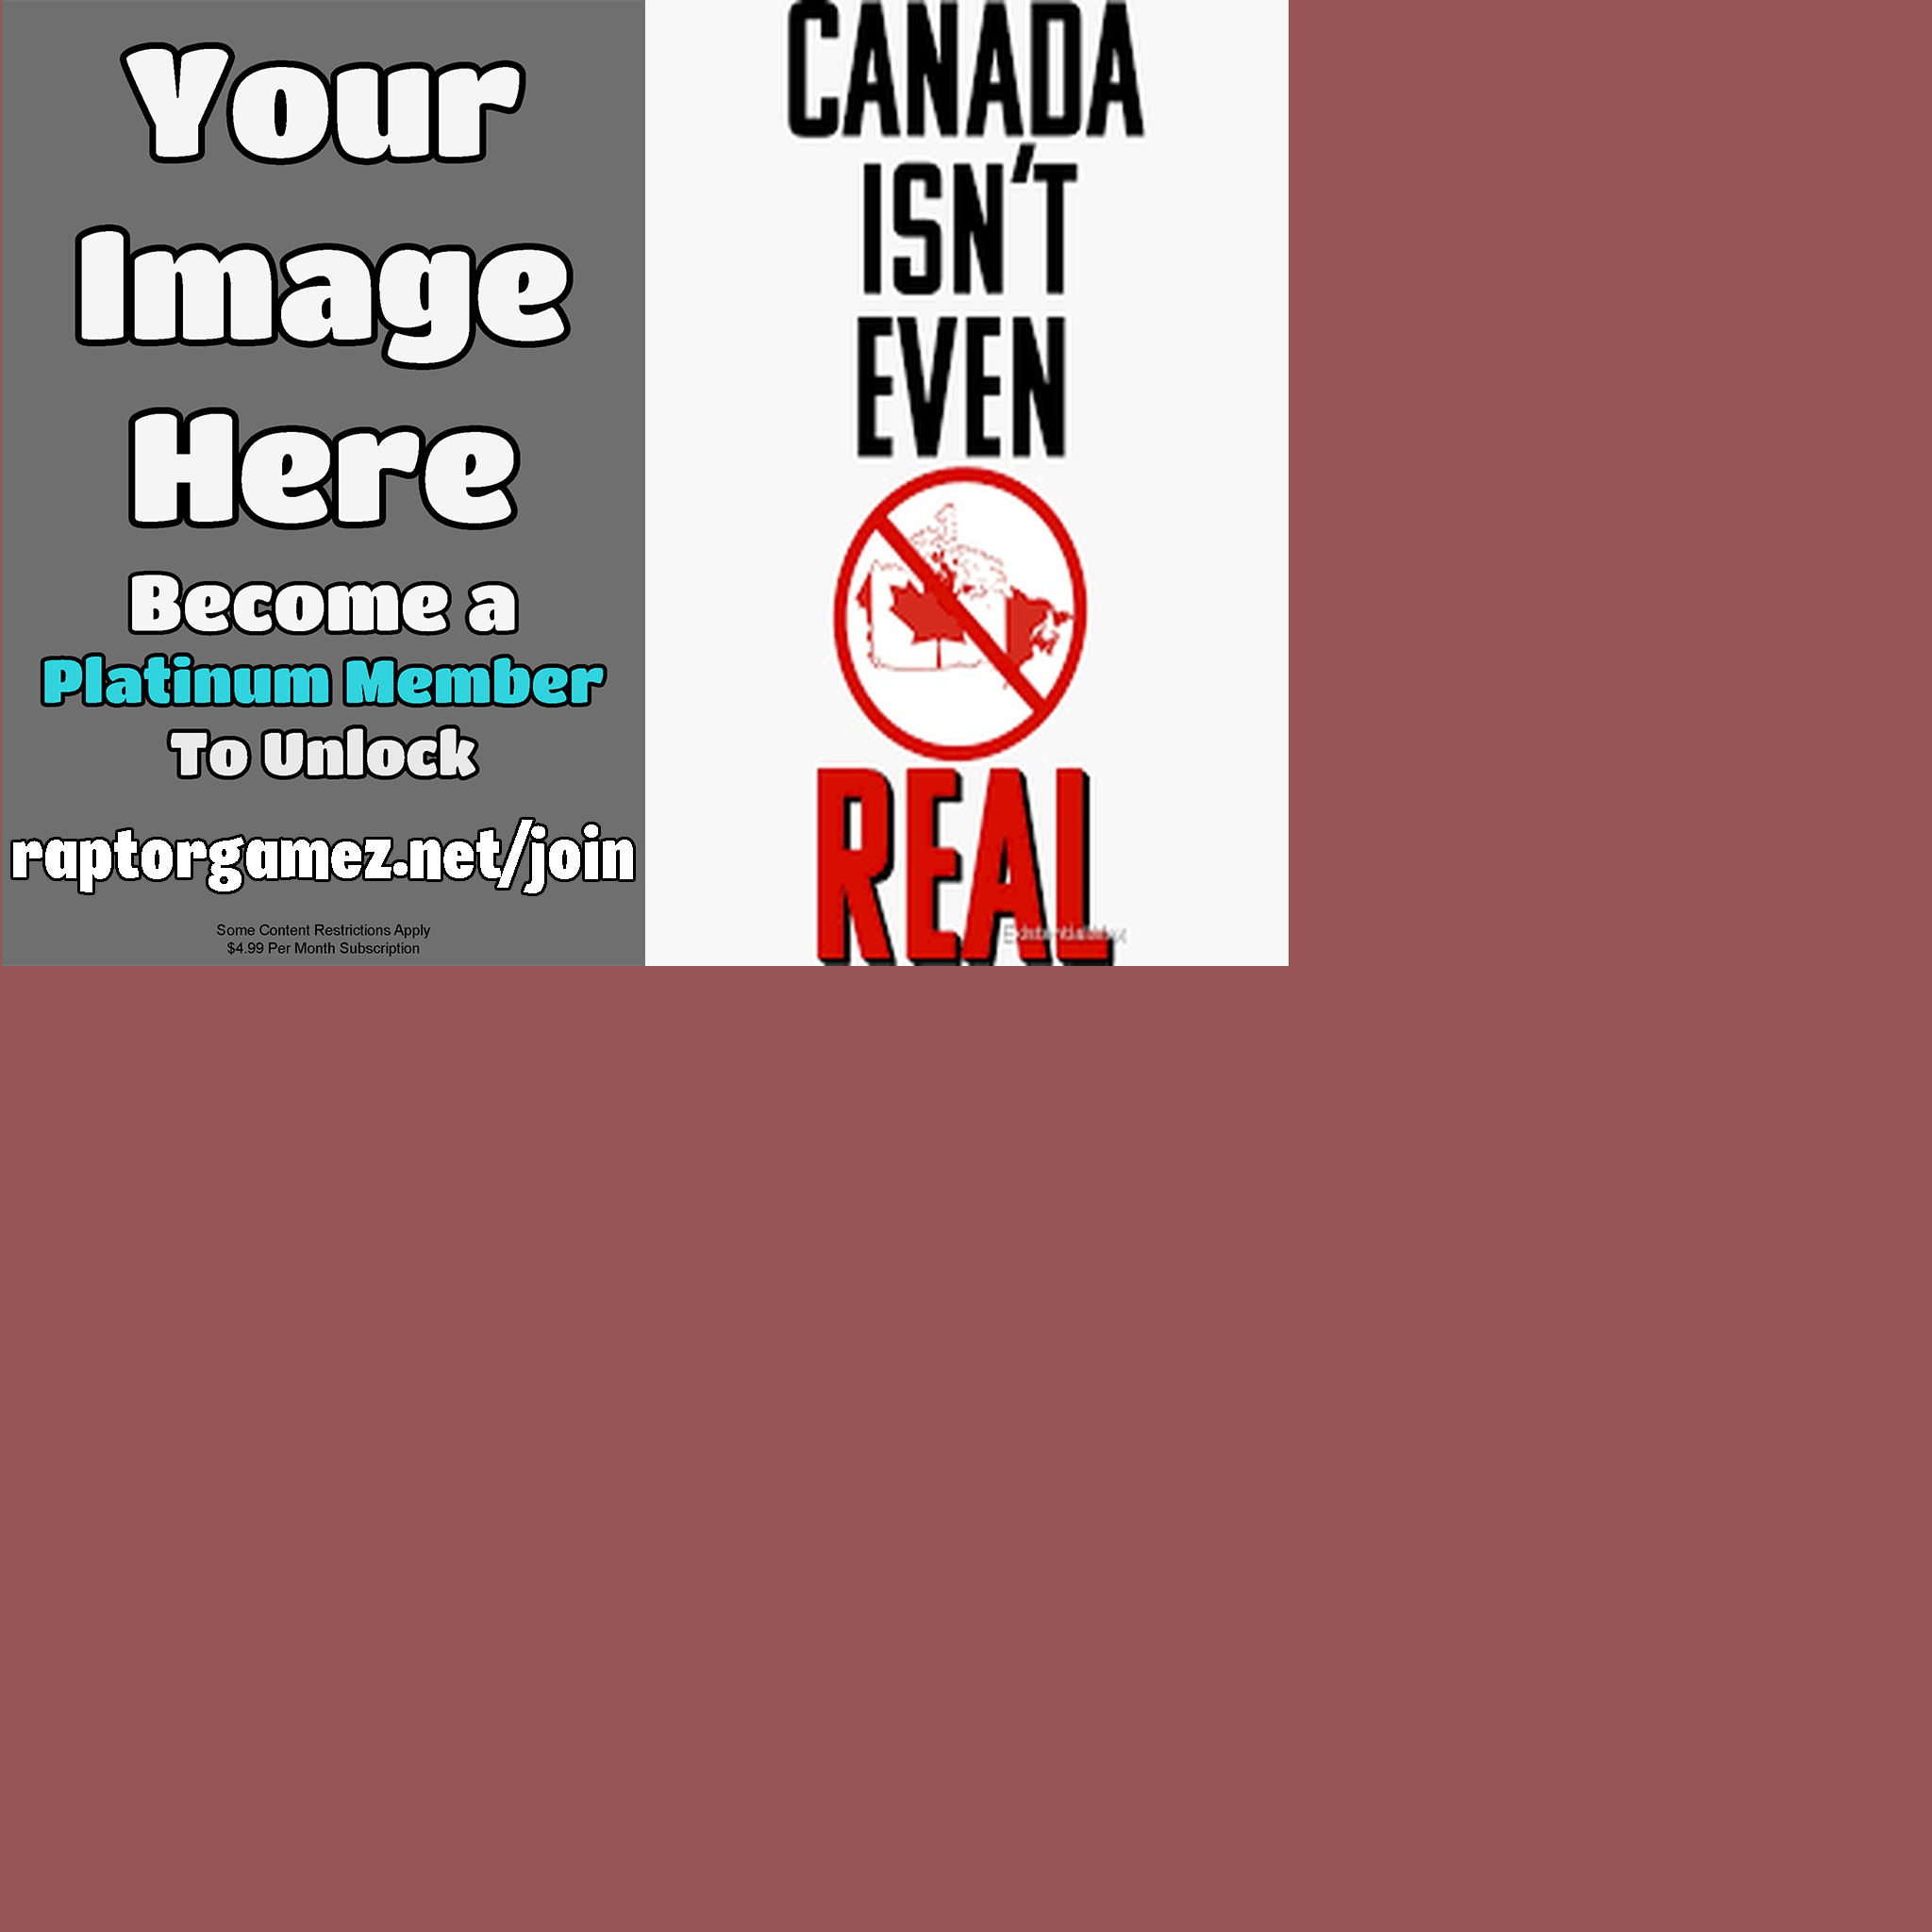 Your
Image
Here
Become a
Platinum Member
To Unlock
raptorgamez.net/join
Some Content Restrictions Apply
$4.99 Per Month Subscription
CANADA
ISN'T
EVEN
REAL